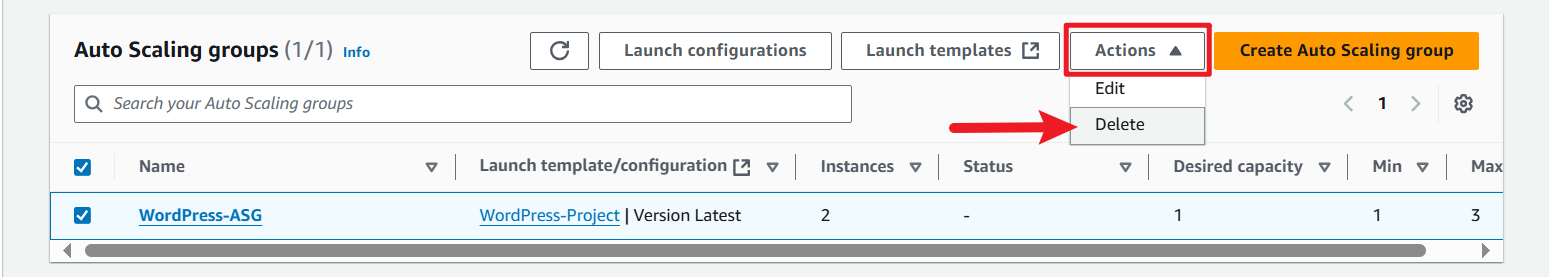 Auto Scaling groups (1/1) Info
Launch configurations
Launch templates
Actions
Create Auto Scaling group
Search your Auto Scaling groups
Edit
1
Delete
Name Launch template/configuration Instances Status Desired capacity Min Max
WordPress-ASG WordPress-Project | Version Latest 2 - 1 1 3